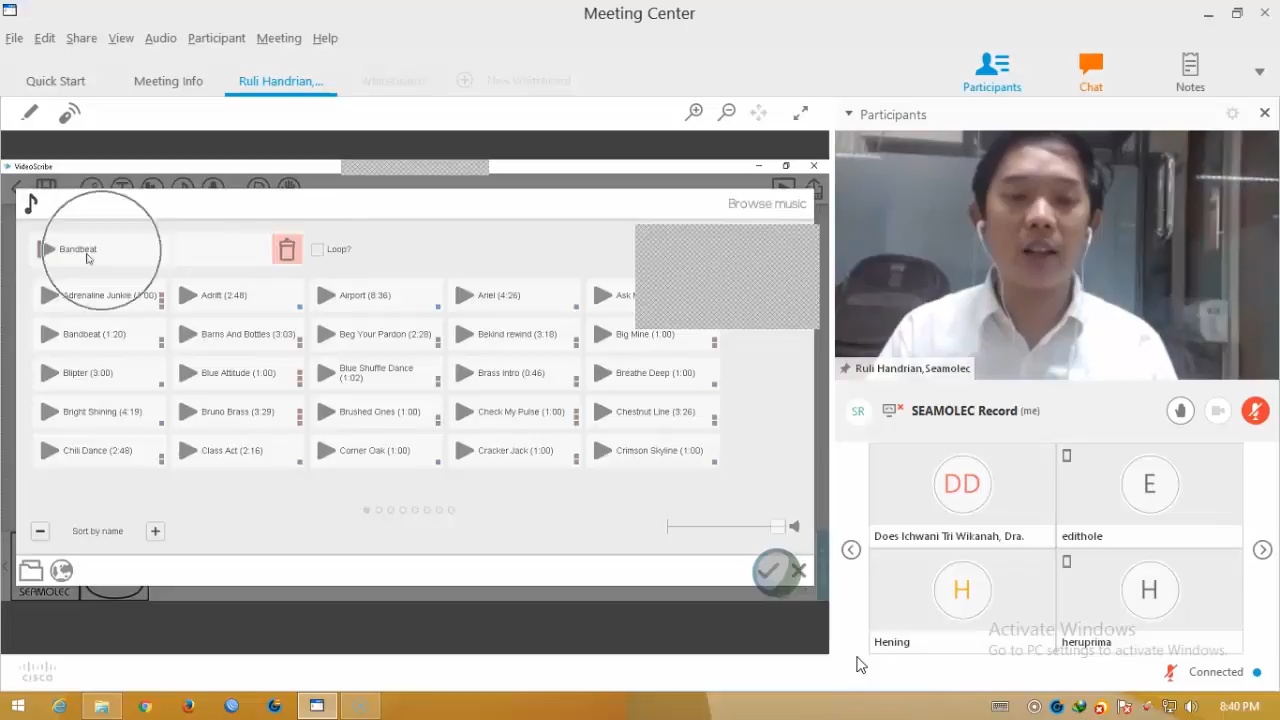 Meeting Center
File Edit Share View Audio Participant Meeting Help
Quick Start Meeting Info Ruli Handrian,...
Participants Chat Notes
Participants
VideoScribe
Browse music
Bandbeat
Loop?
Adrenaline Junkie (1:00) Adrift (2:48) Airport (8:36) Ariel (4:26) Ask
Bandbeat (1:20) Barns And Bottles (3:03) Beg Your Pardon (2:28) Bekind rewind (3:18) Big Mine (1:00)
Blipter (3:00) Blue Attitude (1:00) Blue Shuffle Dance (1:02) Brass Intro (0:46) Breathe Deep (1:00)
Bright Shining (4:19) Bruno Brass (3:29) Brushed Ones (1:00) Check My Pulse (1:00) Chestnut Line (3:26)
Chili Dance (2:48) Class Act (2:16) Corner Oak (1:00) Cracker Jack (1:00) Crimson Skyline (1:00)
Sort by name
SEAMOLEC
Ruli Handrian,Seamolec
SR SEAMOLEC Record (me)
DD E
Does Ichwani Tri Wikanah, Dra. edithole
H H
Hening heruprima
Activate Windows
Go to PC settings to activate Windows.
Connected
cisco
8:40 PM